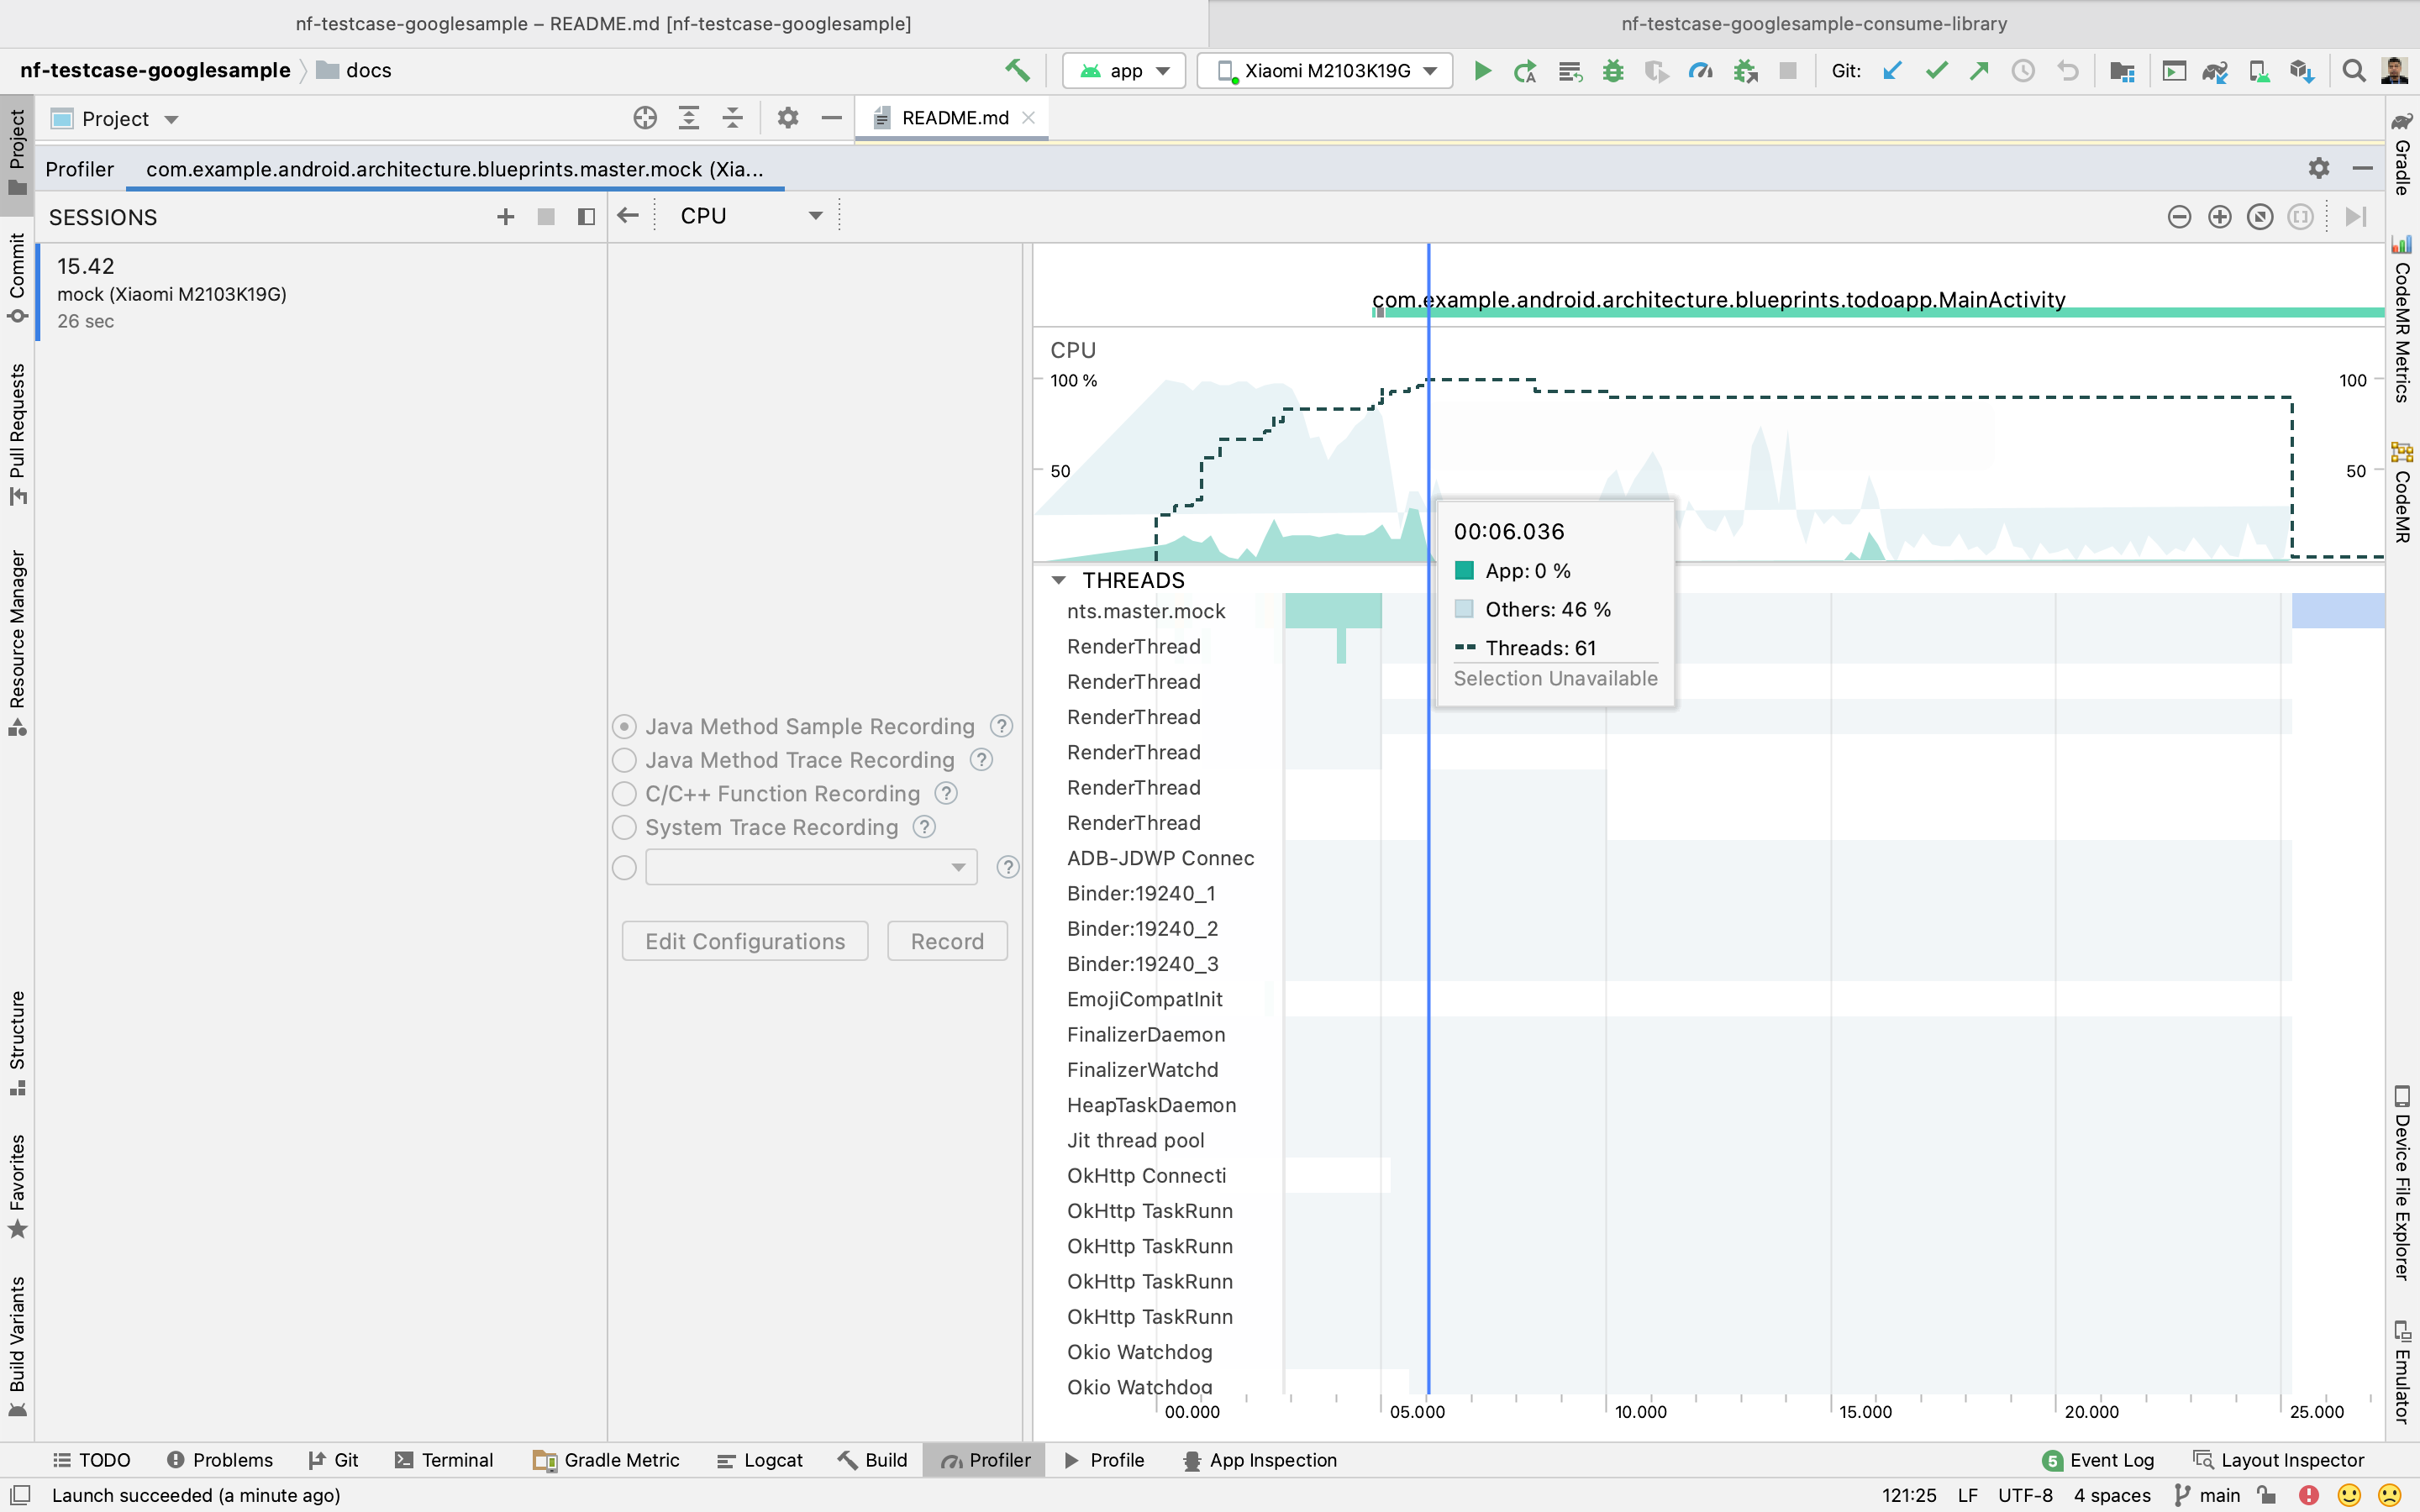 nf-testcase-googlesample – README.md [nf-testcase-googlesample]
nf-testcase-googlesample-consume-library
nf-testcase-googlesample
docs
app
Xiaomi M2103K19G
Git:
Project
README.md
Profiler
com.example.android.architecture.blueprints.master.mock (Xia...
SESSIONS
CPU
15.42
mock (Xiaomi M2103K19G)
26 sec
Java Method Sample Recording
Java Method Trace Recording
C/C++ Function Recording
System Trace Recording
Edit Configurations
Record
com.example.android.architecture.blueprints.todoapp.MainActivity
CPU
100 %
100
50
50
00:06.036
App: 0 %
Others: 46 %
Threads: 61
Selection Unavailable
THREADS
nts.master.mock
RenderThread
RenderThread
RenderThread
RenderThread
RenderThread
RenderThread
ADB-JDWP Connec
Binder:19240_1
Binder:19240_2
Binder:19240_3
EmojiCompatInit
FinalizerDaemon
FinalizerWatchd
HeapTaskDaemon
Jit thread pool
OkHttp Connecti
OkHttp TaskRunn
OkHttp TaskRunn
OkHttp TaskRunn
OkHttp TaskRunn
Okio Watchdog
Okio Watchdog
00.000
05.000
10.000
15.000
20.000
25.000
Project
Commit
Pull Requests
Resource Manager
Structure
Favorites
Build Variants
Gradle
CodeMR Metrics
CodeMR
Device File Explorer
Emulator
TODO
Problems
Git
Terminal
Gradle Metric
Logcat
Build
Profiler
Profile
App Inspection
5
Event Log
Layout Inspector
Launch succeeded (a minute ago)
121:25
LF
UTF-8
4 spaces
main